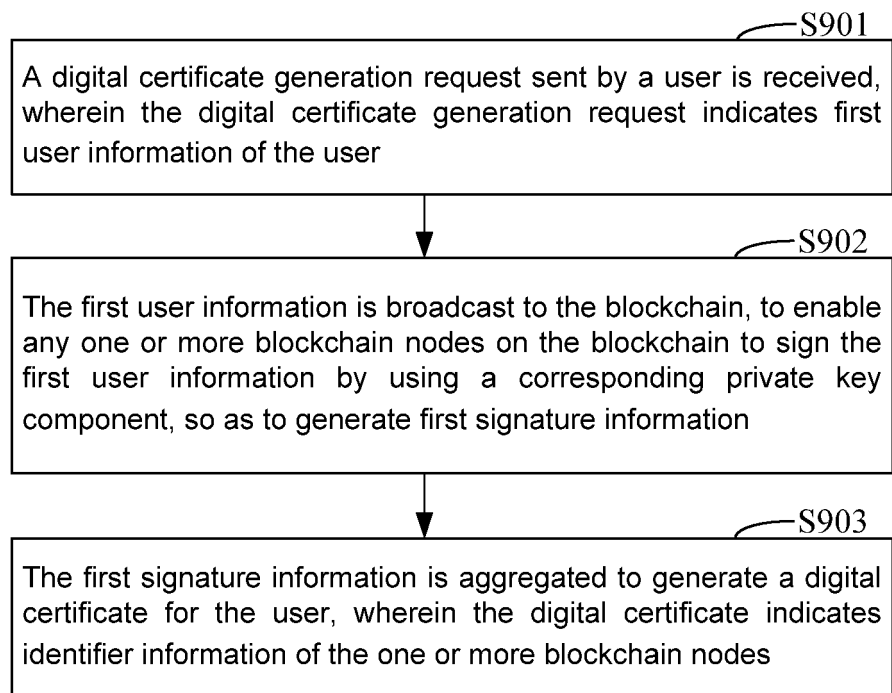 S901
A digital certificate generation request sent by a user is received,
wherein the digital certificate generation request indicates first
user information of the user
S902
The first user information is broadcast to the blockchain, to enable
any one or more blockchain nodes on the blockchain to sign the
first user information by using a corresponding private key
component, so as to generate first signature information
S903
The first signature information is aggregated to generate a digital
certificate for the user, wherein the digital certificate indicates
identifier information of the one or more blockchain nodes